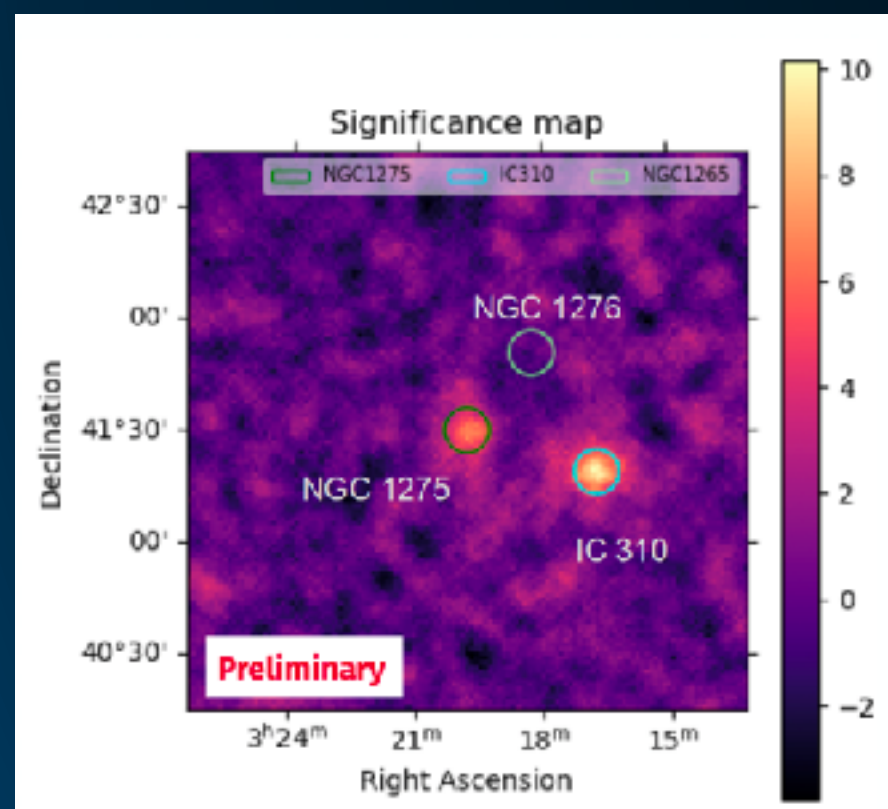 Significance map
NGC1275 IC310 NGC1265
NGC 1276
NGC 1275
IC 310
Preliminary
Declination
42°30'
00'
41°30'
00'
40°30'
3ʰ24ᵐ 21ᵐ 18ᵐ 15ᵐ
Right Ascension
10
8
6
4
2
0
−2